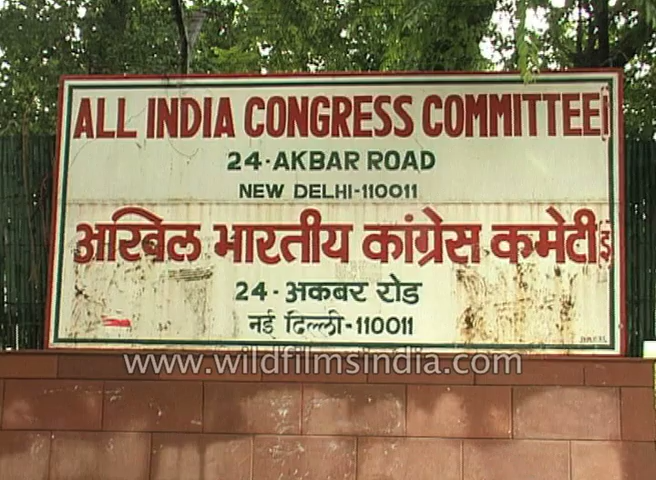 ALL INDIA CONGRESS COMMITTEE(I)
24-AKBAR ROAD
NEW DELHI-110011
अखिल भारतीय कांग्रेस कमेटी(इ)
24-अकबर रोड
नई दिल्ली-110011
www.wildfilmsindia.com